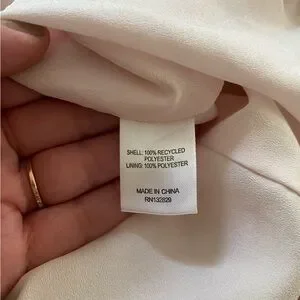 SHELL: 100% RECYCLED
POLYESTER
LINING: 100% POLYESTER
MADE IN CHINA
RN132829